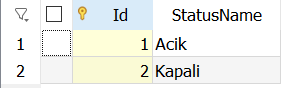 Id StatusName
1 1 Acik
2 2 Kapali